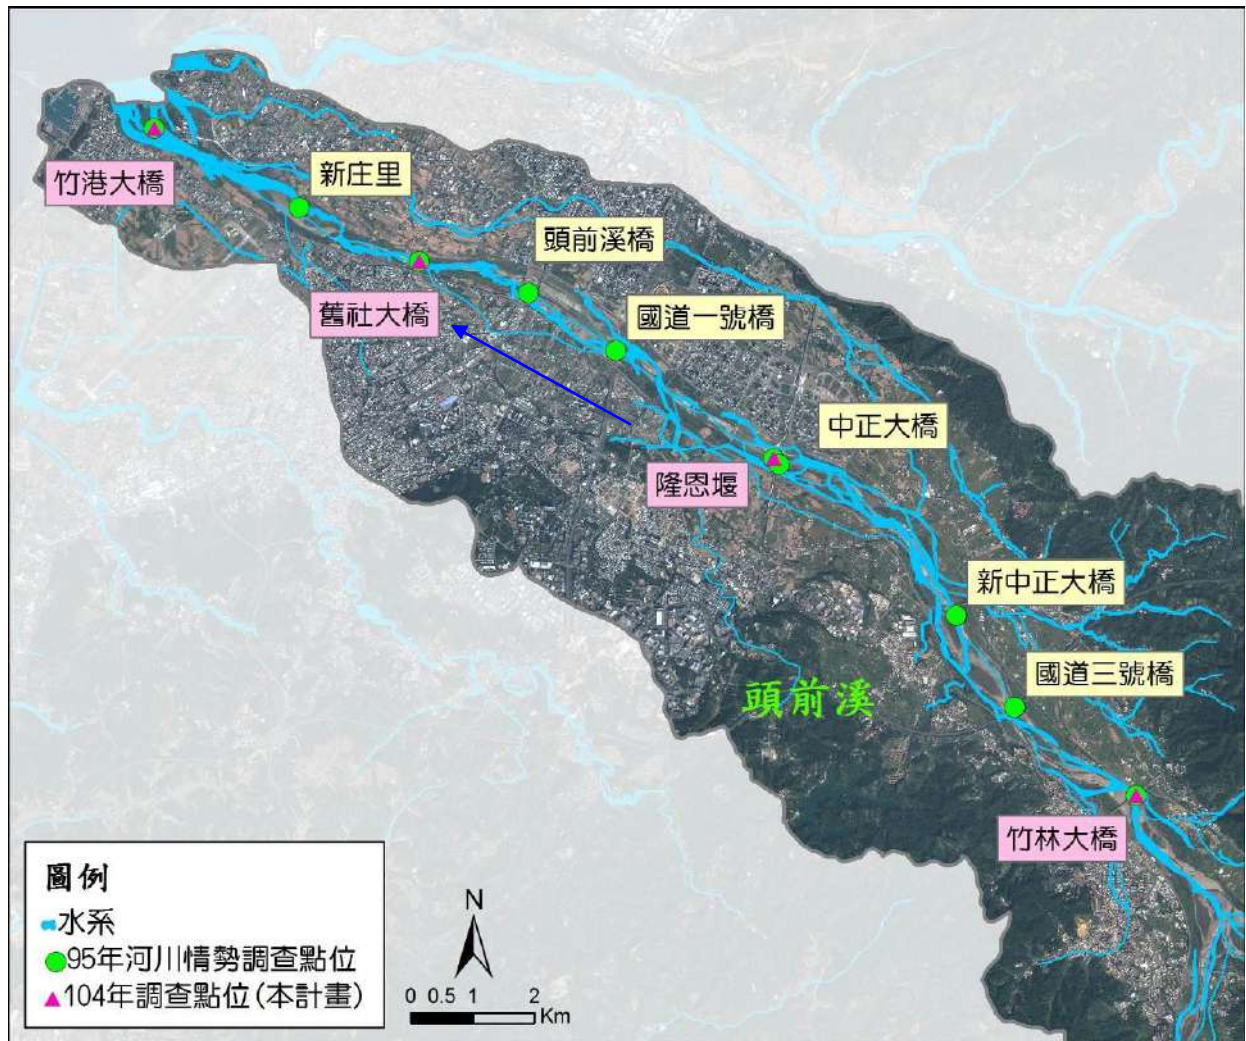 竹港大橋
新庄里
頭前溪橋
舊社大橋
國道一號橋
中正大橋
隆恩堰
新中正大橋
國道三號橋
頭前溪
竹林大橋
圖例
水系
95年河川情勢調查點位
104年調查點位(本計畫)
N
0 0.5 1 2
Km